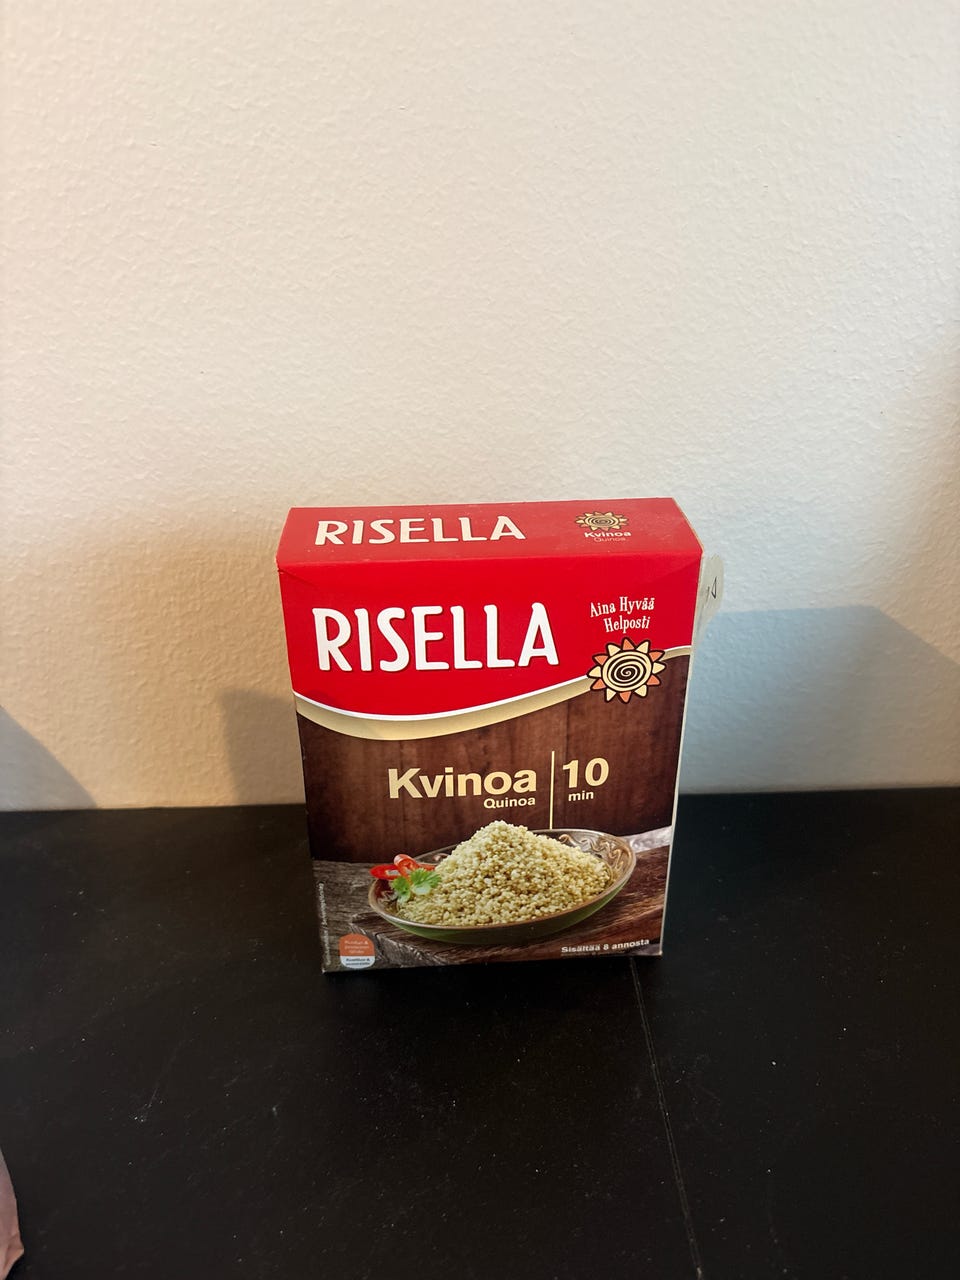 RISELLA
Kvinoa
Quinoa
RISELLA
Aina Hyvää
Helposti
Kvinoa
Quinoa
10
min
Sisältää 8 annosta